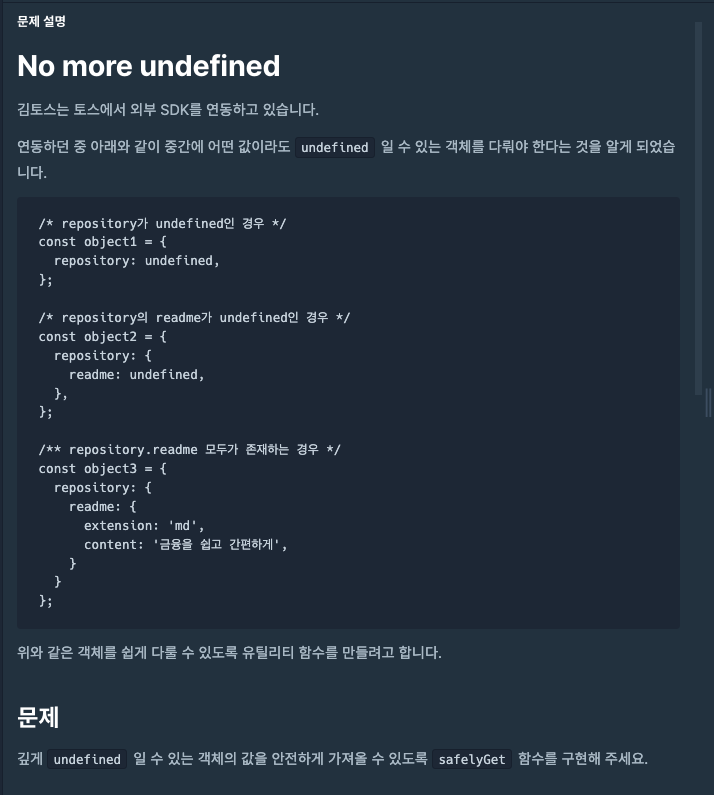 문제 설명
No more undefined
김토스는 토스에서 외부 SDK를 연동하고 있습니다.
연동하던 중 아래와 같이 중간에 어떤 값이라도 undefined 일 수 있는 객체를 다뤄야 한다는 것을 알게 되었습
니다.
/* repository가 undefined인 경우 */
const object1 = {
  repository: undefined,
};
/* repository의 readme가 undefined인 경우 */
const object2 = {
  repository: {
    readme: undefined,
  },
};
/** repository.readme 모두가 존재하는 경우 */
const object3 = {
  repository: {
    readme: {
      extension: 'md',
      content: '금융을 쉽고 간편하게',
    }
  }
};
위와 같은 객체를 쉽게 다룰 수 있도록 유틸리티 함수를 만들려고 합니다.
문제
깊게 undefined 일 수 있는 객체의 값을 안전하게 가져올 수 있도록 safelyGet 함수를 구현해 주세요.